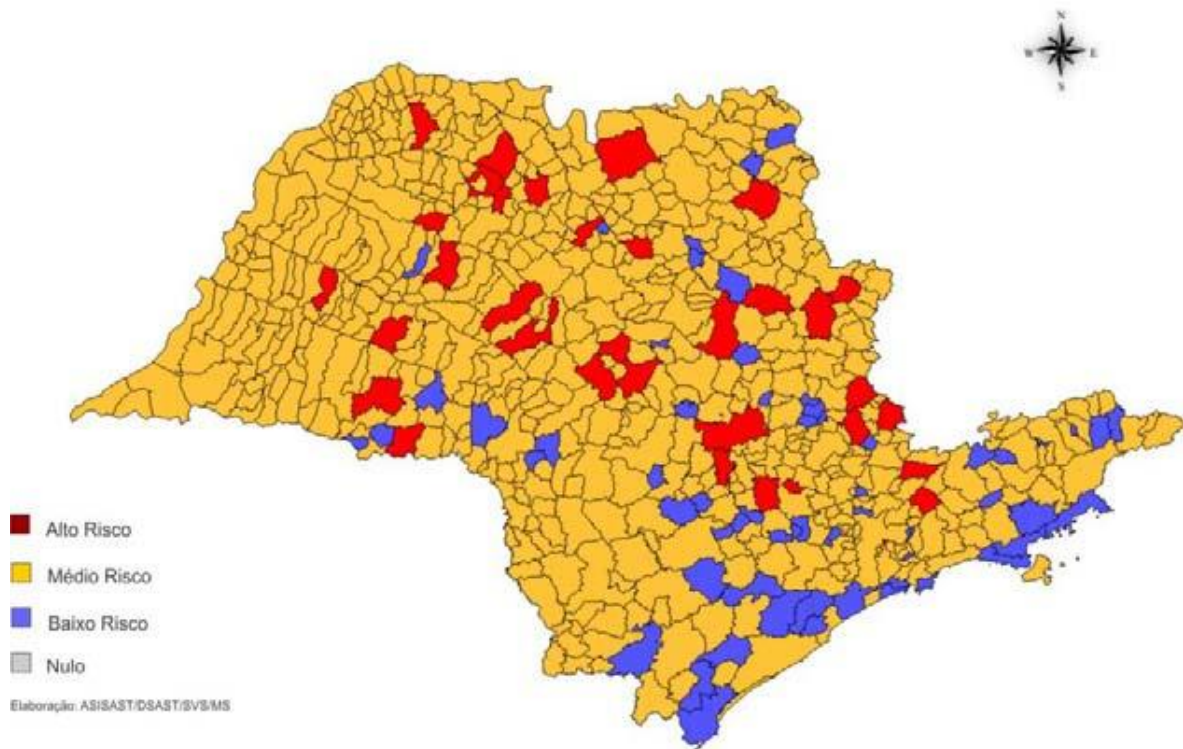 N
W E
S
Alto Risco
Médio Risco
Baixo Risco
Nulo
Elaboração: ASISAST/DSAST/SVS/MS